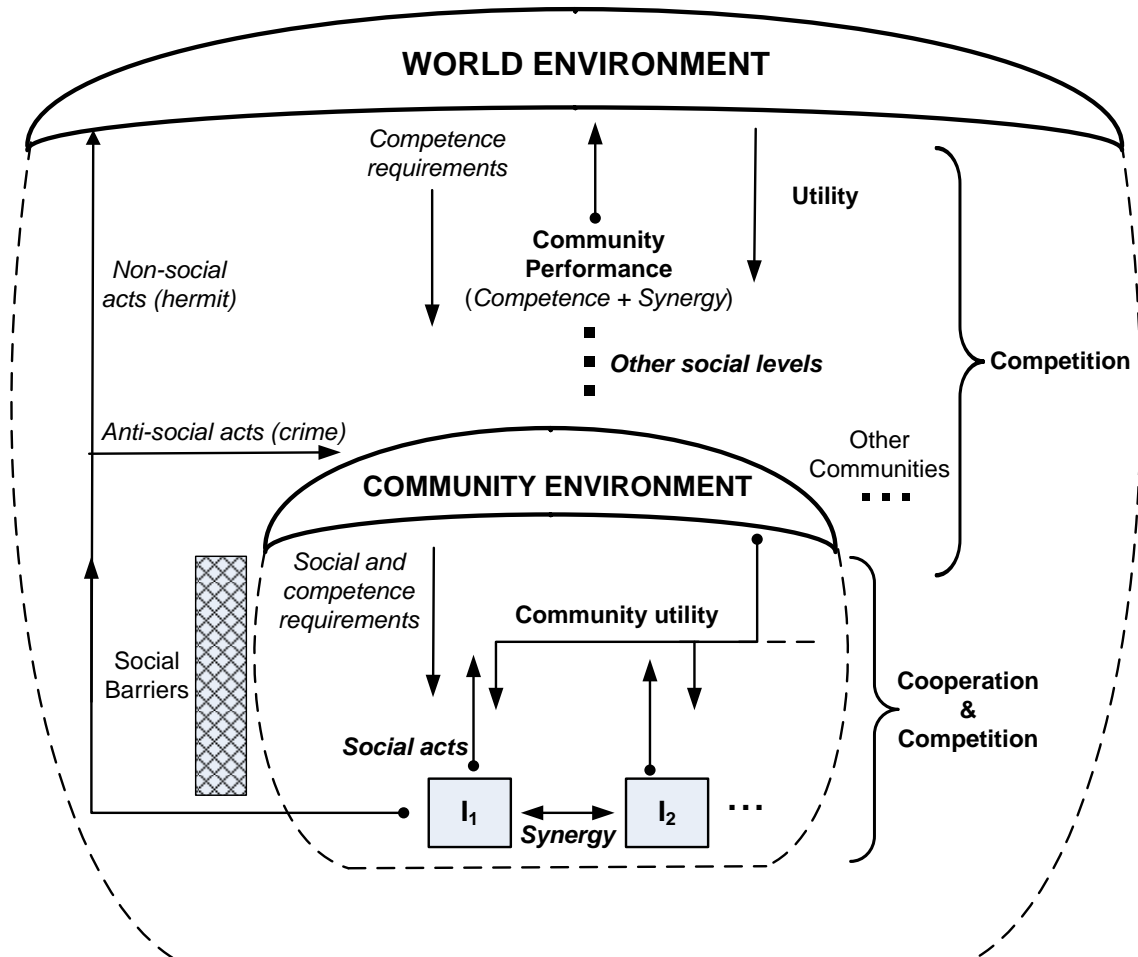 WORLD ENVIRONMENT
Competence
requirements
Utility
Community
Performance
(Competence + Synergy)
Non-social
acts (hermit)
Other social levels
Competition
Anti-social acts (crime)
Other
Communities
COMMUNITY ENVIRONMENT
Social and
competence
requirements
Community utility
Social
Barriers
Cooperation
&
Competition
Social acts
I1
I2
Synergy